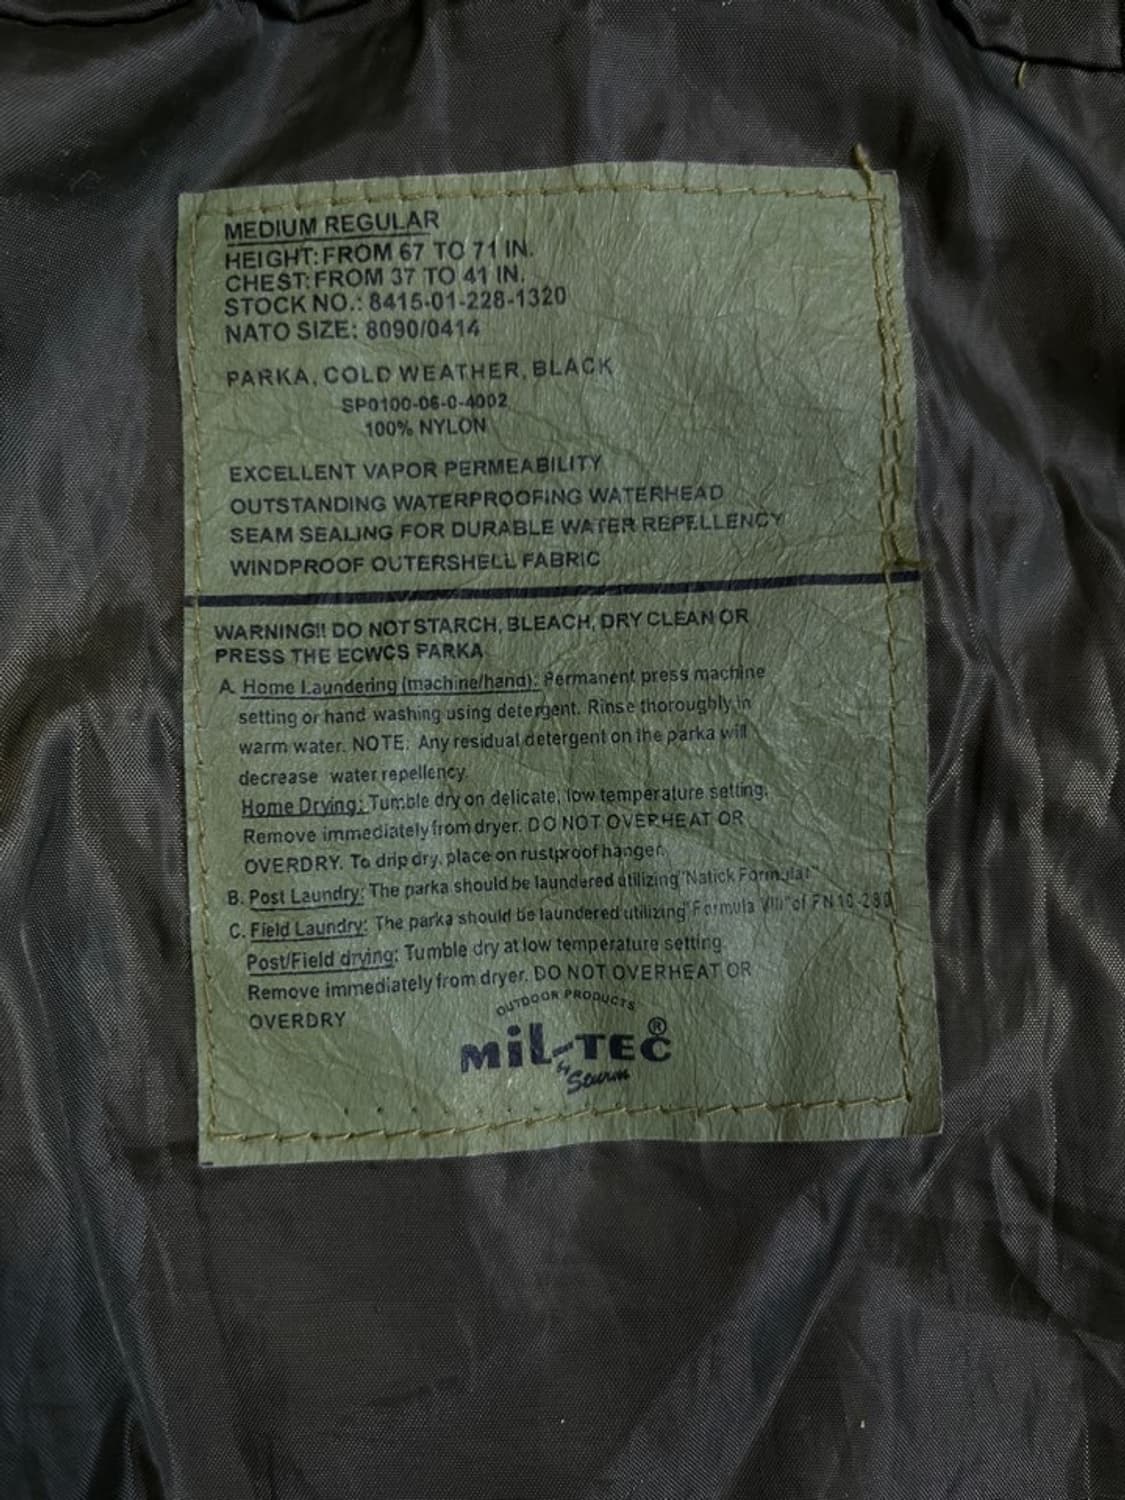 MEDIUM REGULAR
HEIGHT: FROM 67 TO 71 IN.
CHEST: FROM 37 TO 41 IN.
STOCK NO.: 8415-01-228-1320
NATO SIZE: 8090/0414
PARKA, COLD WEATHER, BLACK
SP0100-06-0-4002
100% NYLON
EXCELLENT VAPOR PERMEABILITY
OUTSTANDING WATERPROOFING WATERHEAD
SEAM SEALING FOR DURABLE WATER REPELLENCY
WINDPROOF OUTERSHELL FABRIC
WARNING!! DO NOT STARCH, BLEACH, DRY CLEAN OR
PRESS THE ECWCS PARKA
A. Home Laundering (machine/hand): Permanent press machine
setting or hand washing using detergent. Rinse thoroughly in
warm water. NOTE: Any residual detergent on the parka will
decrease water repellency
Home Drying: Tumble dry on delicate, low temperature setting.
Remove immediately from dryer. DO NOT OVERHEAT OR
OVERDRY. To drip dry, place on rustproof hanger.
B. Post Laundry: The parka should be laundered utilizing "Natick Formular"
C. Field Laundry: The parka should be laundered utilizing "Formula VIII" of FN10-280
Post/Field drying: Tumble dry at low temperature setting.
Remove immediately from dryer. DO NOT OVERHEAT OR
OVERDRY
OUTDOOR PRODUCTS
MiL-TEC®
by Sturm